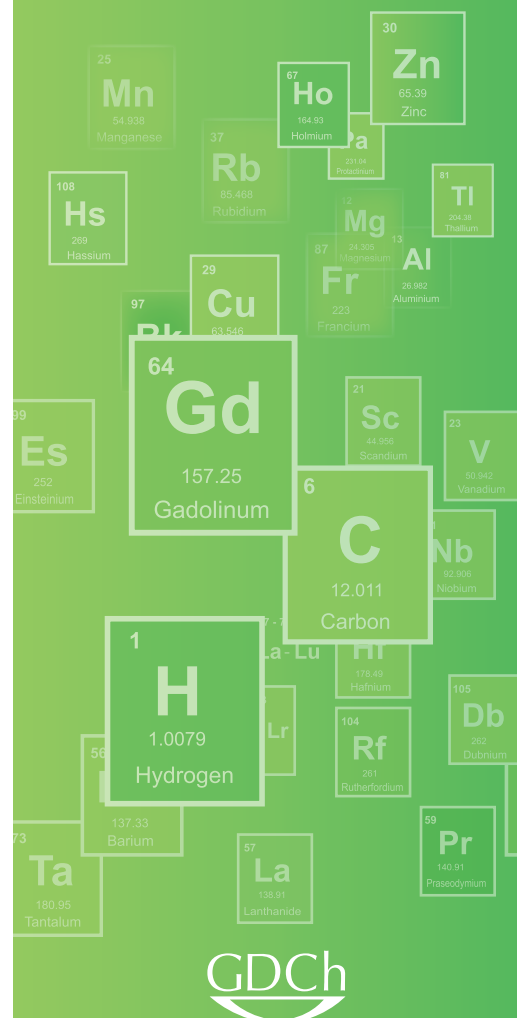 30
Zn
65.39
Zinc
25
Mn
54.938
Manganese
67
Ho
164.93
Holmium
Pa
231.04
Protactinium
37
Rb
85.468
Rubidium
108
Hs
269
Hassium
81
Tl
204.38
Thallium
12
Mg
24.305
Magnesium
13
Al
26.982
Aluminium
87
Fr
223
Francium
29
Cu
63.546
97
Bk
64
Gd
157.25
Gadolinum
21
Sc
44.956
Scandium
99
Es
252
Einsteinium
23
V
50.942
Vanadium
6
C
12.011
Carbon
Nb
92.906
Niobium
La-Lu
Hf
178.49
Hafnium
1
H
1.0079
Hydrogen
Lr
105
Db
262
Dubnium
104
Rf
261
Rutherfordium
56
137.33
Barium
73
Ta
180.95
Tantalum
57
La
138.91
Lanthanide
59
Pr
140.91
Praseodymium
GDCh